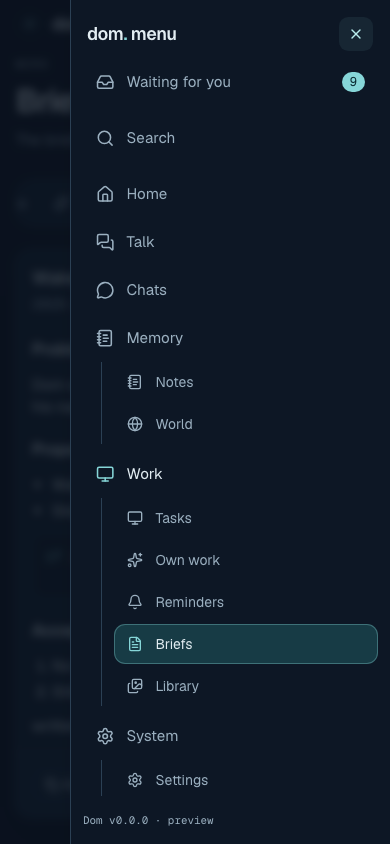 dom. menu
Waiting for you 9
Search
Home
Talk
Chats
Memory
Notes
World
Work
Tasks
Own work
Reminders
Briefs
Library
System
Settings
Dom v0.0.0 · preview